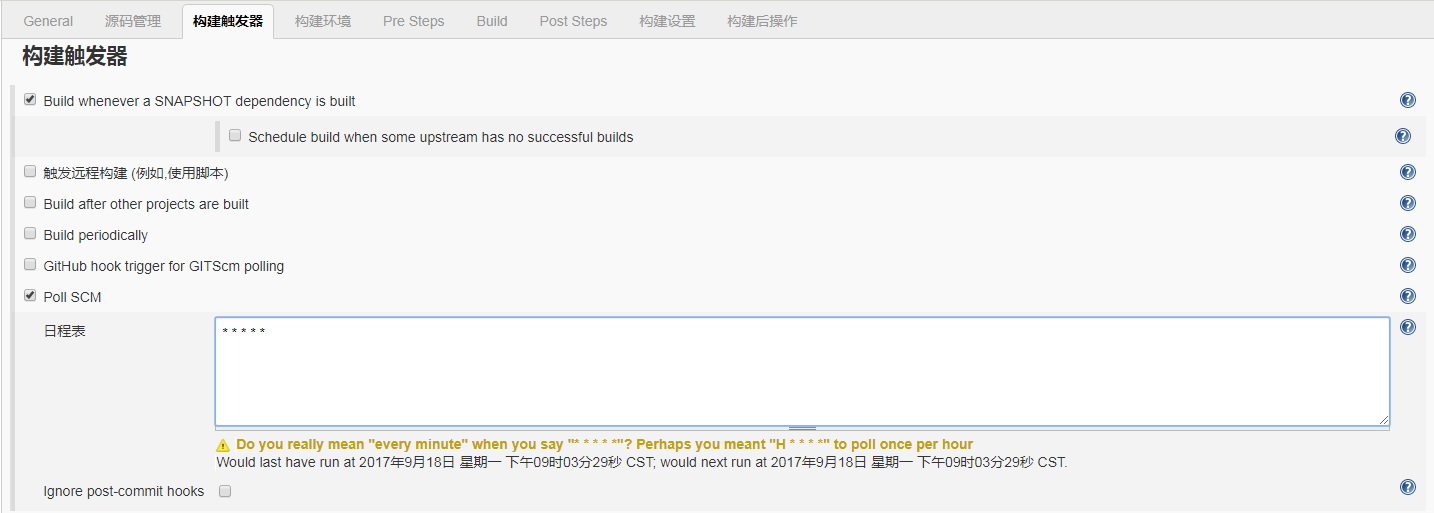 General 源码管理 构建触发器 构建环境 Pre Steps Build Post Steps 构建设置 构建后操作
构建触发器
Build whenever a SNAPSHOT dependency is built
Schedule build when some upstream has no successful builds
触发远程构建 (例如,使用脚本)
Build after other projects are built
Build periodically
GitHub hook trigger for GITScm polling
Poll SCM
日程表
* * * * *
Do you really mean "every minute" when you say "* * * * *"? Perhaps you meant "H * * * *" to poll once per hour
Would last have run at 2017年9月18日 星期一 下午09时03分29秒 CST; would next run at 2017年9月18日 星期一 下午09时03分29秒 CST.
Ignore post-commit hooks